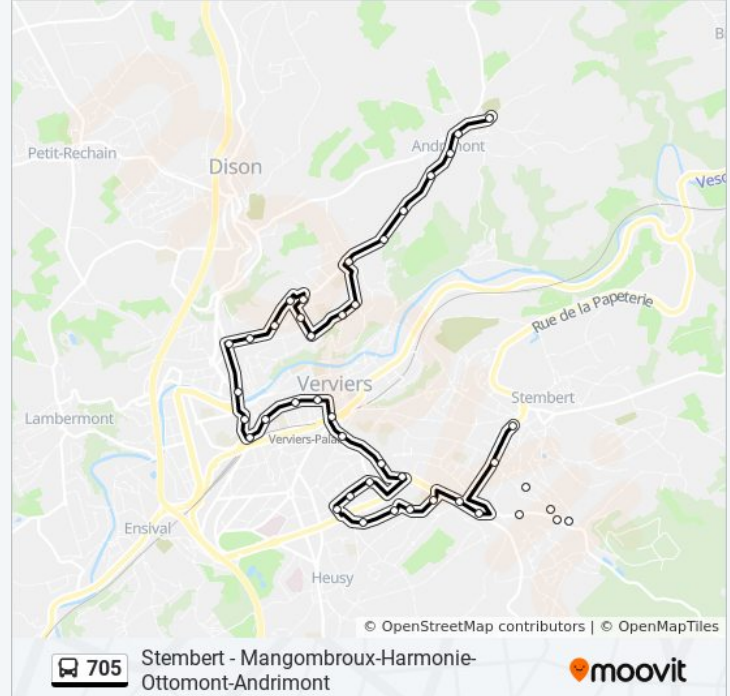 B
Petit-Rechain
Andrimont
Dison
Vesd
Rue de la Papeterie
Verviers
Stembert
Lambermont
Verviers-Palai
Ensival
Heusy
© OpenStreetMap contributors | © OpenMapTiles
705
Stembert - Mangombroux-Harmonie-
Ottomont-Andrimont
moovit